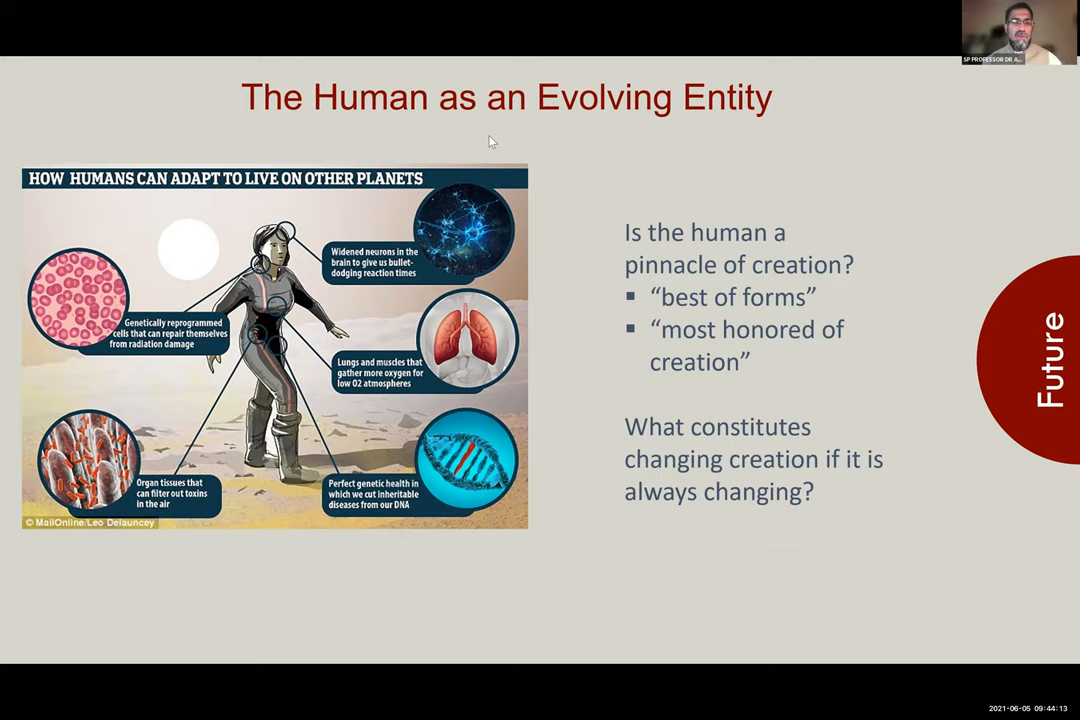 SP PROFESSOR DR A...
The Human as an Evolving Entity
HOW HUMANS CAN ADAPT TO LIVE ON OTHER PLANETS
Widened neurons in the
brain to give us bullet-
dodging reaction times
Genetically reprogrammed
cells that can repair themselves
from radiation damage
Lungs and muscles that
gather more oxygen for
low O2 atmospheres
Organ tissues that
can filter out toxins
in the air
Perfect genetic health in
which we cut inheritable
diseases from our DNA
© MailOnline/Leo Delauncey
Is the human a
pinnacle of creation?
▪ “best of forms”
▪ “most honored of
creation”
What constitutes
changing creation if it is
always changing?
Future
2021-06-05 09:44:13